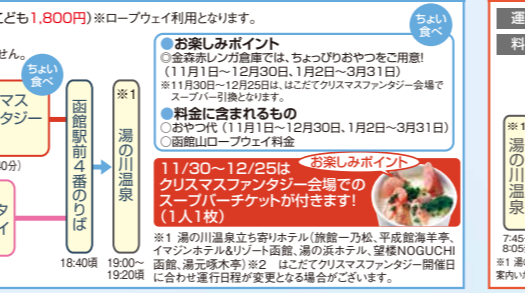 こども1,800円)※ロープウェイ利用となります。
せん。
ちょい
食べ
ちょい
食べ
●お楽しみポイント
◎金森赤レンガ倉庫では、ちょっぴりおやつをご用意!
(11月1日~12月30日、1月2日~3月31日)
※11月30日~12月25日は、はこだてクリスマスファンタジー会場で
スープバー引換となります。
●料金に含まれるもの
○おやつ代(11月1日~12月30日、1月2日~3月31日)
○函館山ロープウェイ料金
マス
タジー
0分)
タ
イ
函館駅前4番のりば
18:40頃
※1
湯の川温泉
19:00~
19:20頃
お楽しみポイント
11/30~12/25は
クリスマスファンタジー会場での
スープバーチケットが付きます!
(1人1枚)
※1 湯の川温泉立ち寄りホテル(旅館一乃松、平成館海羊亭、
イマジンホテル&リゾート函館、湯の浜ホテル、望楼NOGUCHI
函館、湯元啄木亭)※2 はこだてクリスマスファンタジー開催日
に合わせ運行日程が変更となる場合がございます。
運
料
※1
湯の川温泉
7:45~
8:05
※1 湯の
案内いた